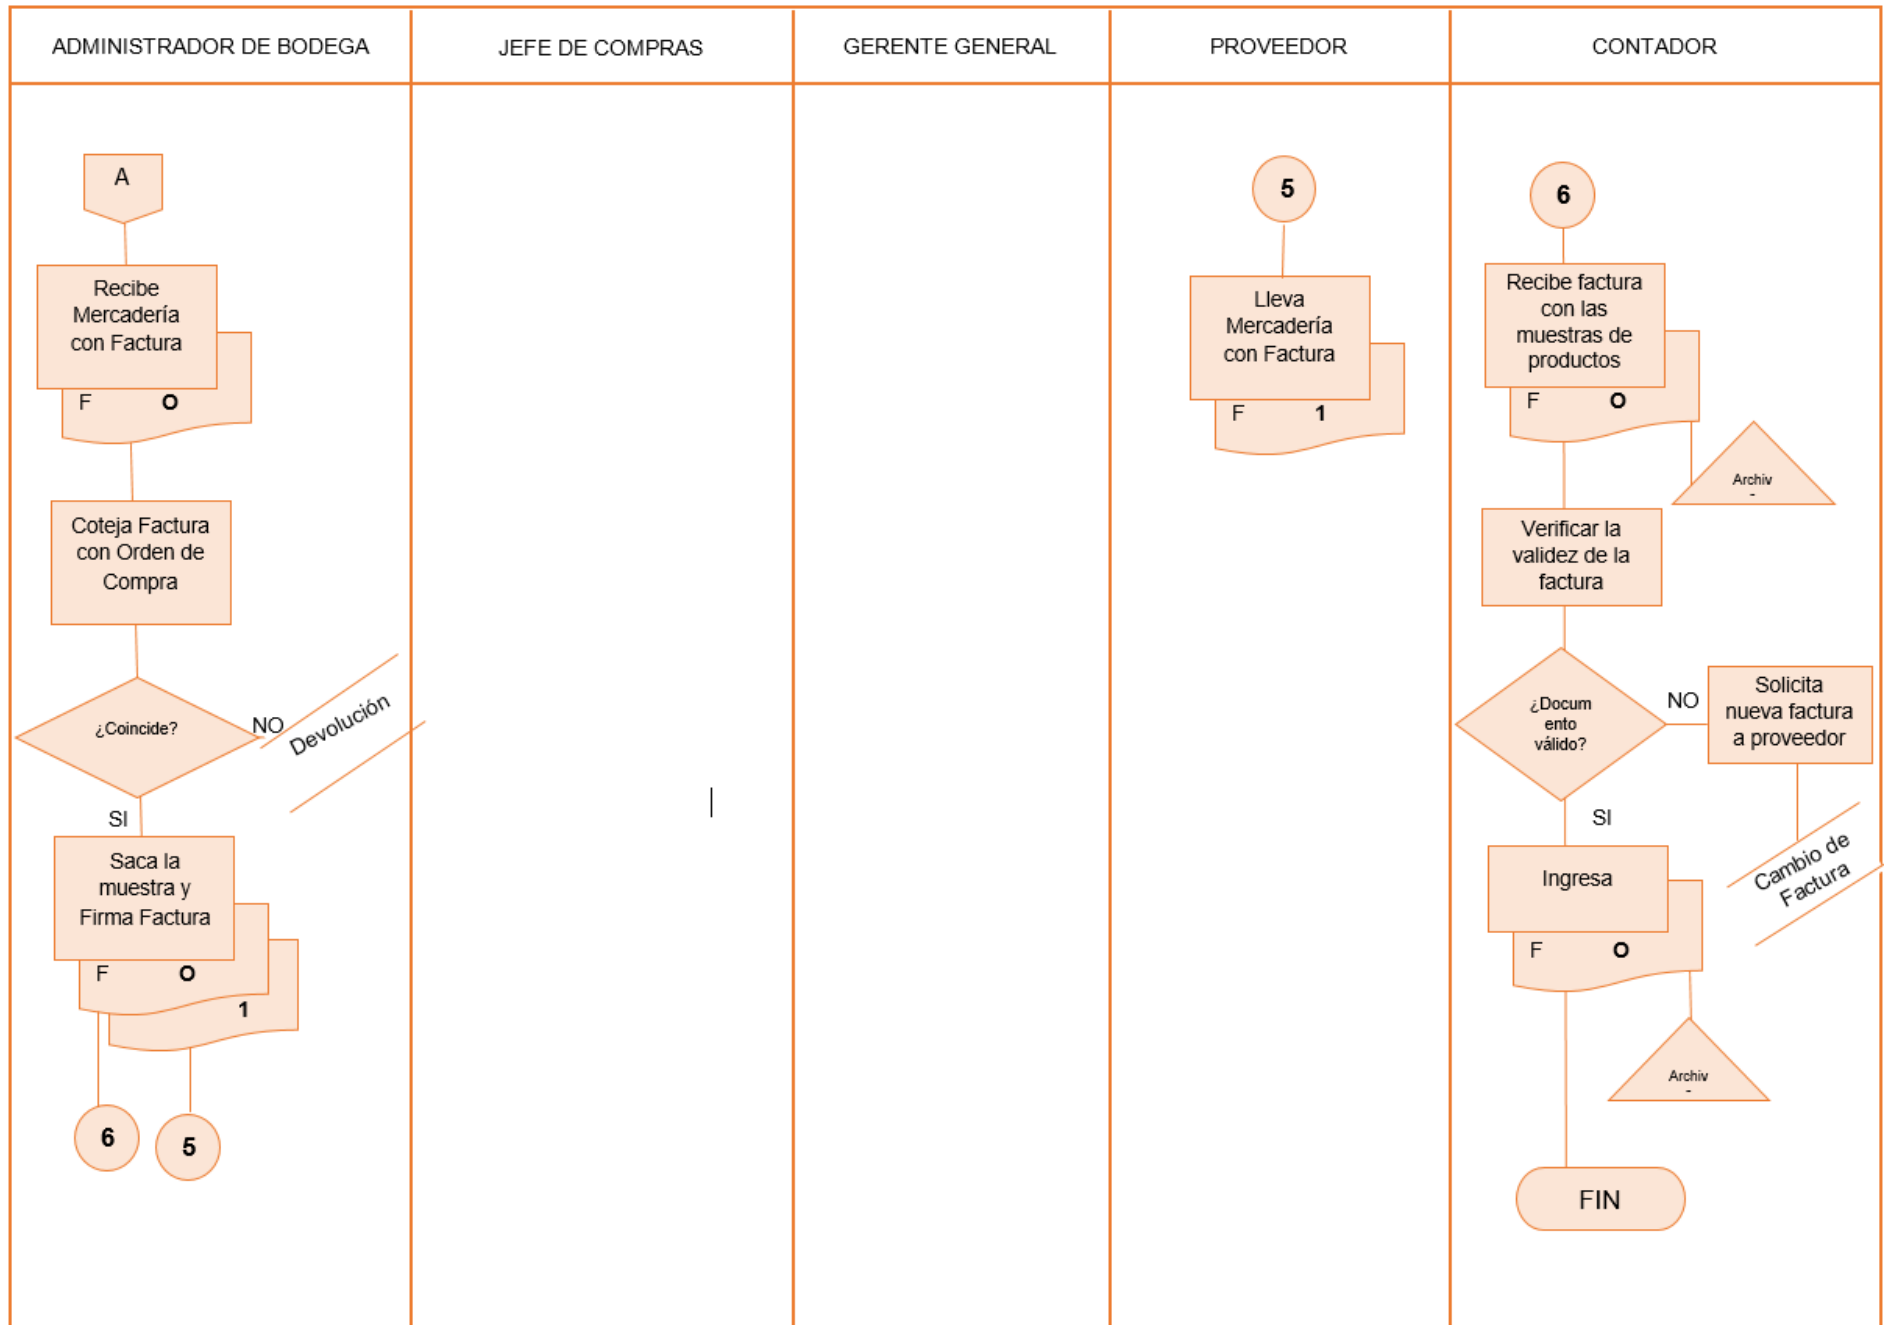 ADMINISTRADOR DE BODEGA
JEFE DE COMPRAS
GERENTE GENERAL
PROVEEDOR
CONTADOR
A
Recibe
Mercadería
con Factura
F O
Coteja Factura
con Orden de
Compra
¿Coincide?
NO
Devolución
SI
Saca la
muestra y
Firma Factura
F O
1
6
5
5
Lleva
Mercadería
con Factura
F 1
6
Recibe factura
con las
muestras de
productos
F O
Archiv
Verificar la
validez de la
factura
¿Docum
ento
válido?
NO
Solicita
nueva factura
a proveedor
Cambio de
Factura
SI
Ingresa
F O
Archiv
FIN